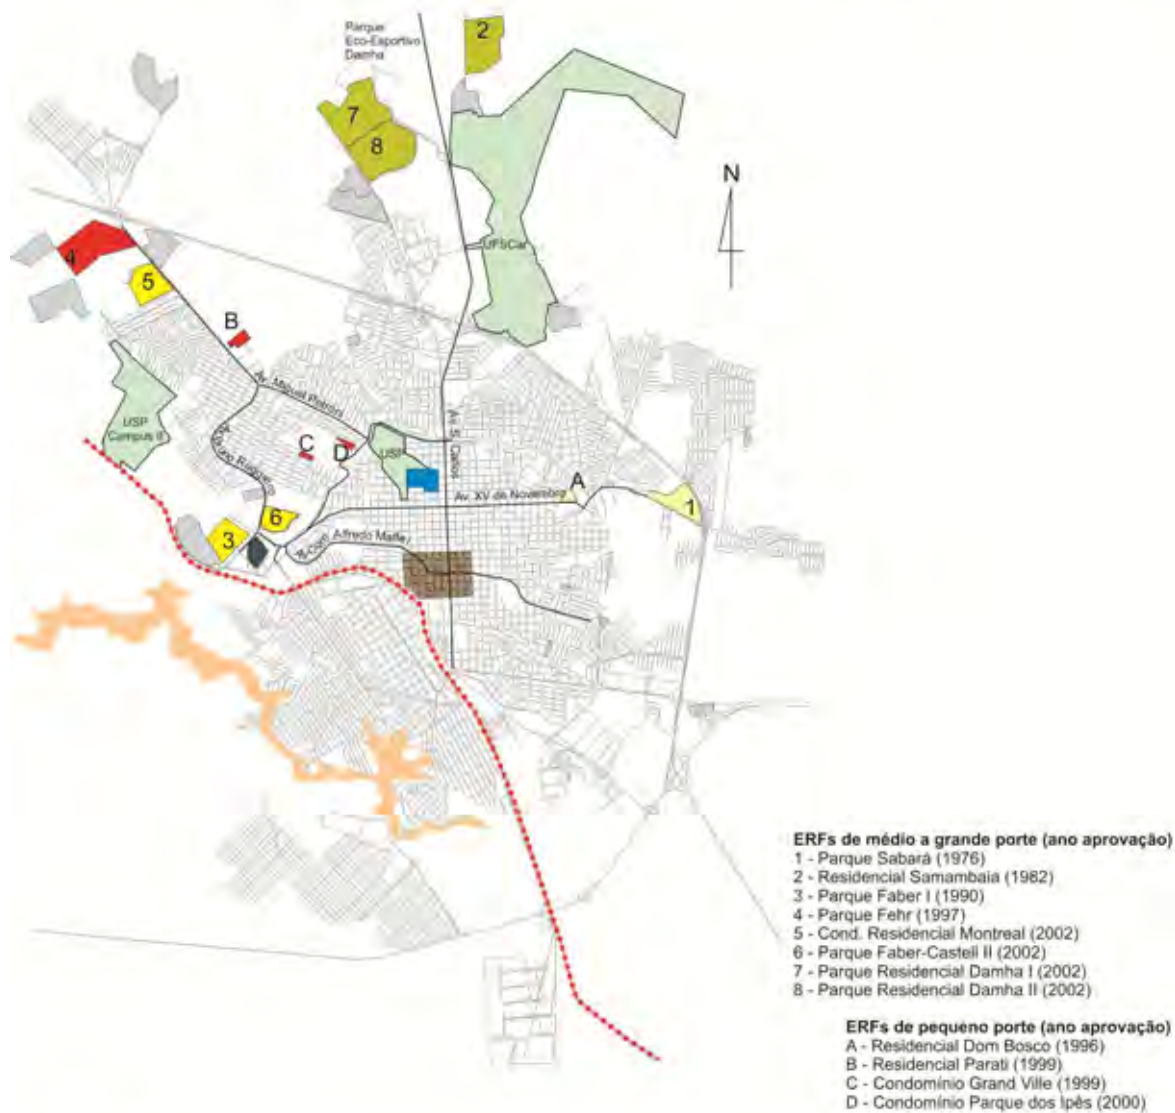 Parque
Eco-Esportivo
Damha
2
7
8
N
UFSCar
4
5
B
Av. Miguel Petroni
USP
Campus II
C
D
USP
Av. S. Carlos
A
Av. XV de Novembro
1
6
3
Alfredo Maffei
ERFs de médio a grande porte (ano aprovação)
1 - Parque Sabará (1976)
2 - Residencial Samambaia (1982)
3 - Parque Faber I (1990)
4 - Parque Fehr (1997)
5 - Cond. Residencial Montreal (2002)
6 - Parque Faber-Castell II (2002)
7 - Parque Residencial Damha I (2002)
8 - Parque Residencial Damha II (2002)
ERFs de pequeno porte (ano aprovação)
A - Residencial Dom Bosco (1996)
B - Residencial Parati (1999)
C - Condomínio Grand Ville (1999)
D - Condomínio Parque dos Ipês (2000)